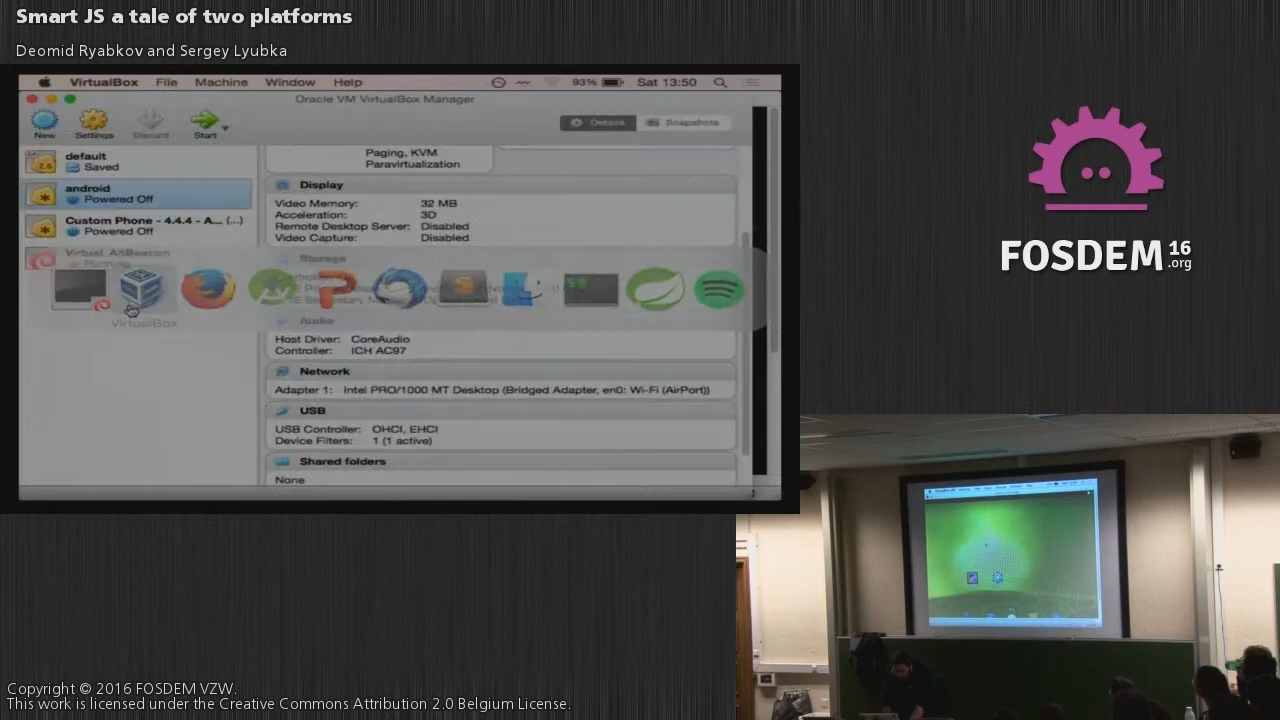 Smart JS a tale of two platforms
Deomid Ryabkov and Sergey Lyubka
VirtualBox File Machine Window Help 93% Sat 13:50
Oracle VM VirtualBox Manager
New Settings Discard Start Details Snapshots
default
Saved
android
Powered Off
Custom Phone - 4.4.4 - A... (...)
Powered Off
Virtual_AltBeacon
Running
VirtualBox
Paging, KVM
Paravirtualization
Display
Video Memory: 32 MB
Acceleration: 3D
Remote Desktop Server: Disabled
Video Capture: Disabled
Storage
Audio
Host Driver: CoreAudio
Controller: ICH AC97
Network
Adapter 1: Intel PRO/1000 MT Desktop (Bridged Adapter, en0: Wi-Fi (AirPort))
USB
USB Controller: OHCI, EHCI
Device Filters: 1 (1 active)
Shared folders
None
FOSDEM 16 .org
Copyright © 2016 FOSDEM VZW.
This work is licensed under the Creative Commons Attribution 2.0 Belgium License.